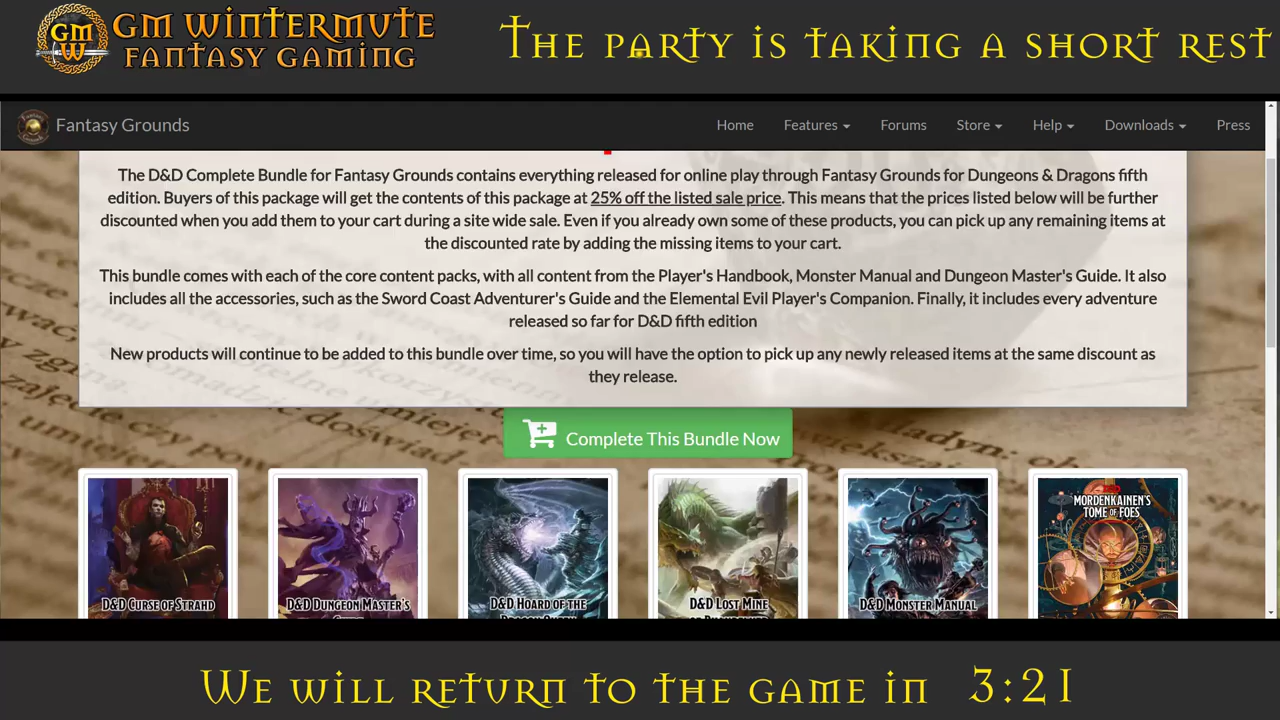 GM WINTERMUTE
FANTASY GAMING
GM
W
The party is taking a short rest
Fantasy Grounds
Home Features Forums Store Help Downloads Press
The D&D Complete Bundle for Fantasy Grounds contains everything released for online play through Fantasy Grounds for Dungeons & Dragons fifth
edition. Buyers of this package will get the contents of this package at 25% off the listed sale price. This means that the prices listed below will be further
discounted when you add them to your cart during a site wide sale. Even if you already own some of these products, you can pick up any remaining items at
the discounted rate by adding the missing items to your cart.
This bundle comes with each of the core content packs, with all content from the Player's Handbook, Monster Manual and Dungeon Master's Guide. It also
includes all the accessories, such as the Sword Coast Adventurer's Guide and the Elemental Evil Player's Companion. Finally, it includes every adventure
released so far for D&D fifth edition
New products will continue to be added to this bundle over time, so you will have the option to pick up any newly released items at the same discount as
they release.
Complete This Bundle Now
D&D Curse of Strahd
D&D Dungeon Master's
D&D Hoard of the
D&D Lost Mine
D&D Monster Manual
MORDENKAINEN'S
TOME OF FOES
We will return to the game in 3:21